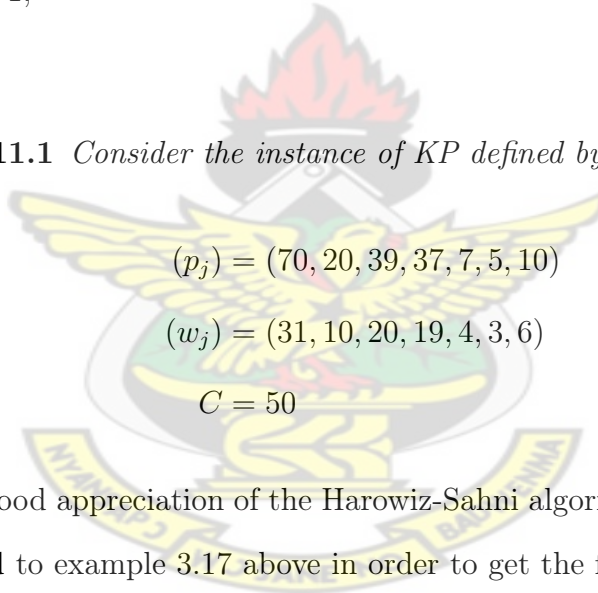 11.1 Consider the instance of KP defined by
(p_j) = (70, 20, 39, 37, 7, 5, 10)
(w_j) = (31, 10, 20, 19, 4, 3, 6)
C = 50
ood appreciation of the Harowiz-Sahni algor
to example 3.17 above in order to get the f